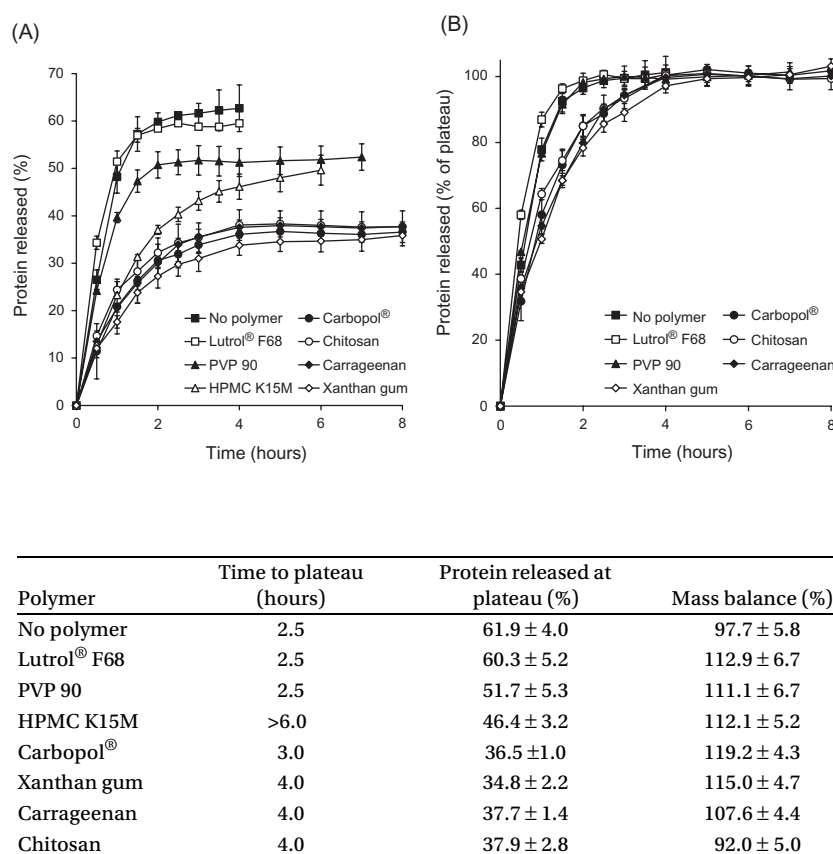 (A)
70
60
50
40
30
20
10
0
Protein released (%)
No polymer
Lutrol® F68
PVP 90
HPMC K15M
Carbopol®
Chitosan
Carrageenan
Xanthan gum
0 2 4 6 8
Time (hours)
(B)
100
80
60
40
20
0
Protein released (% of plateau)
No polymer
Lutrol® F68
PVP 90
Xanthan gum
Carbopol®
Chitosan
Carrageenan
0 2 4 6 8
Time (hours)
Polymer Time to plateau (hours) Protein released at plateau (%) Mass balance (%)
No polymer 2.5 61.9 ± 4.0 97.7 ± 5.8
Lutrol® F68 2.5 60.3 ± 5.2 112.9 ± 6.7
PVP 90 2.5 51.7 ± 5.3 111.1 ± 6.7
HPMC K15M >6.0 46.4 ± 3.2 112.1 ± 5.2
Carbopol® 3.0 36.5 ±1.0 119.2 ± 4.3
Xanthan gum 4.0 34.8 ± 2.2 115.0 ± 4.7
Carrageenan 4.0 37.7 ± 1.4 107.6 ± 4.4
Chitosan 4.0 37.9 ± 2.8 92.0 ± 5.0